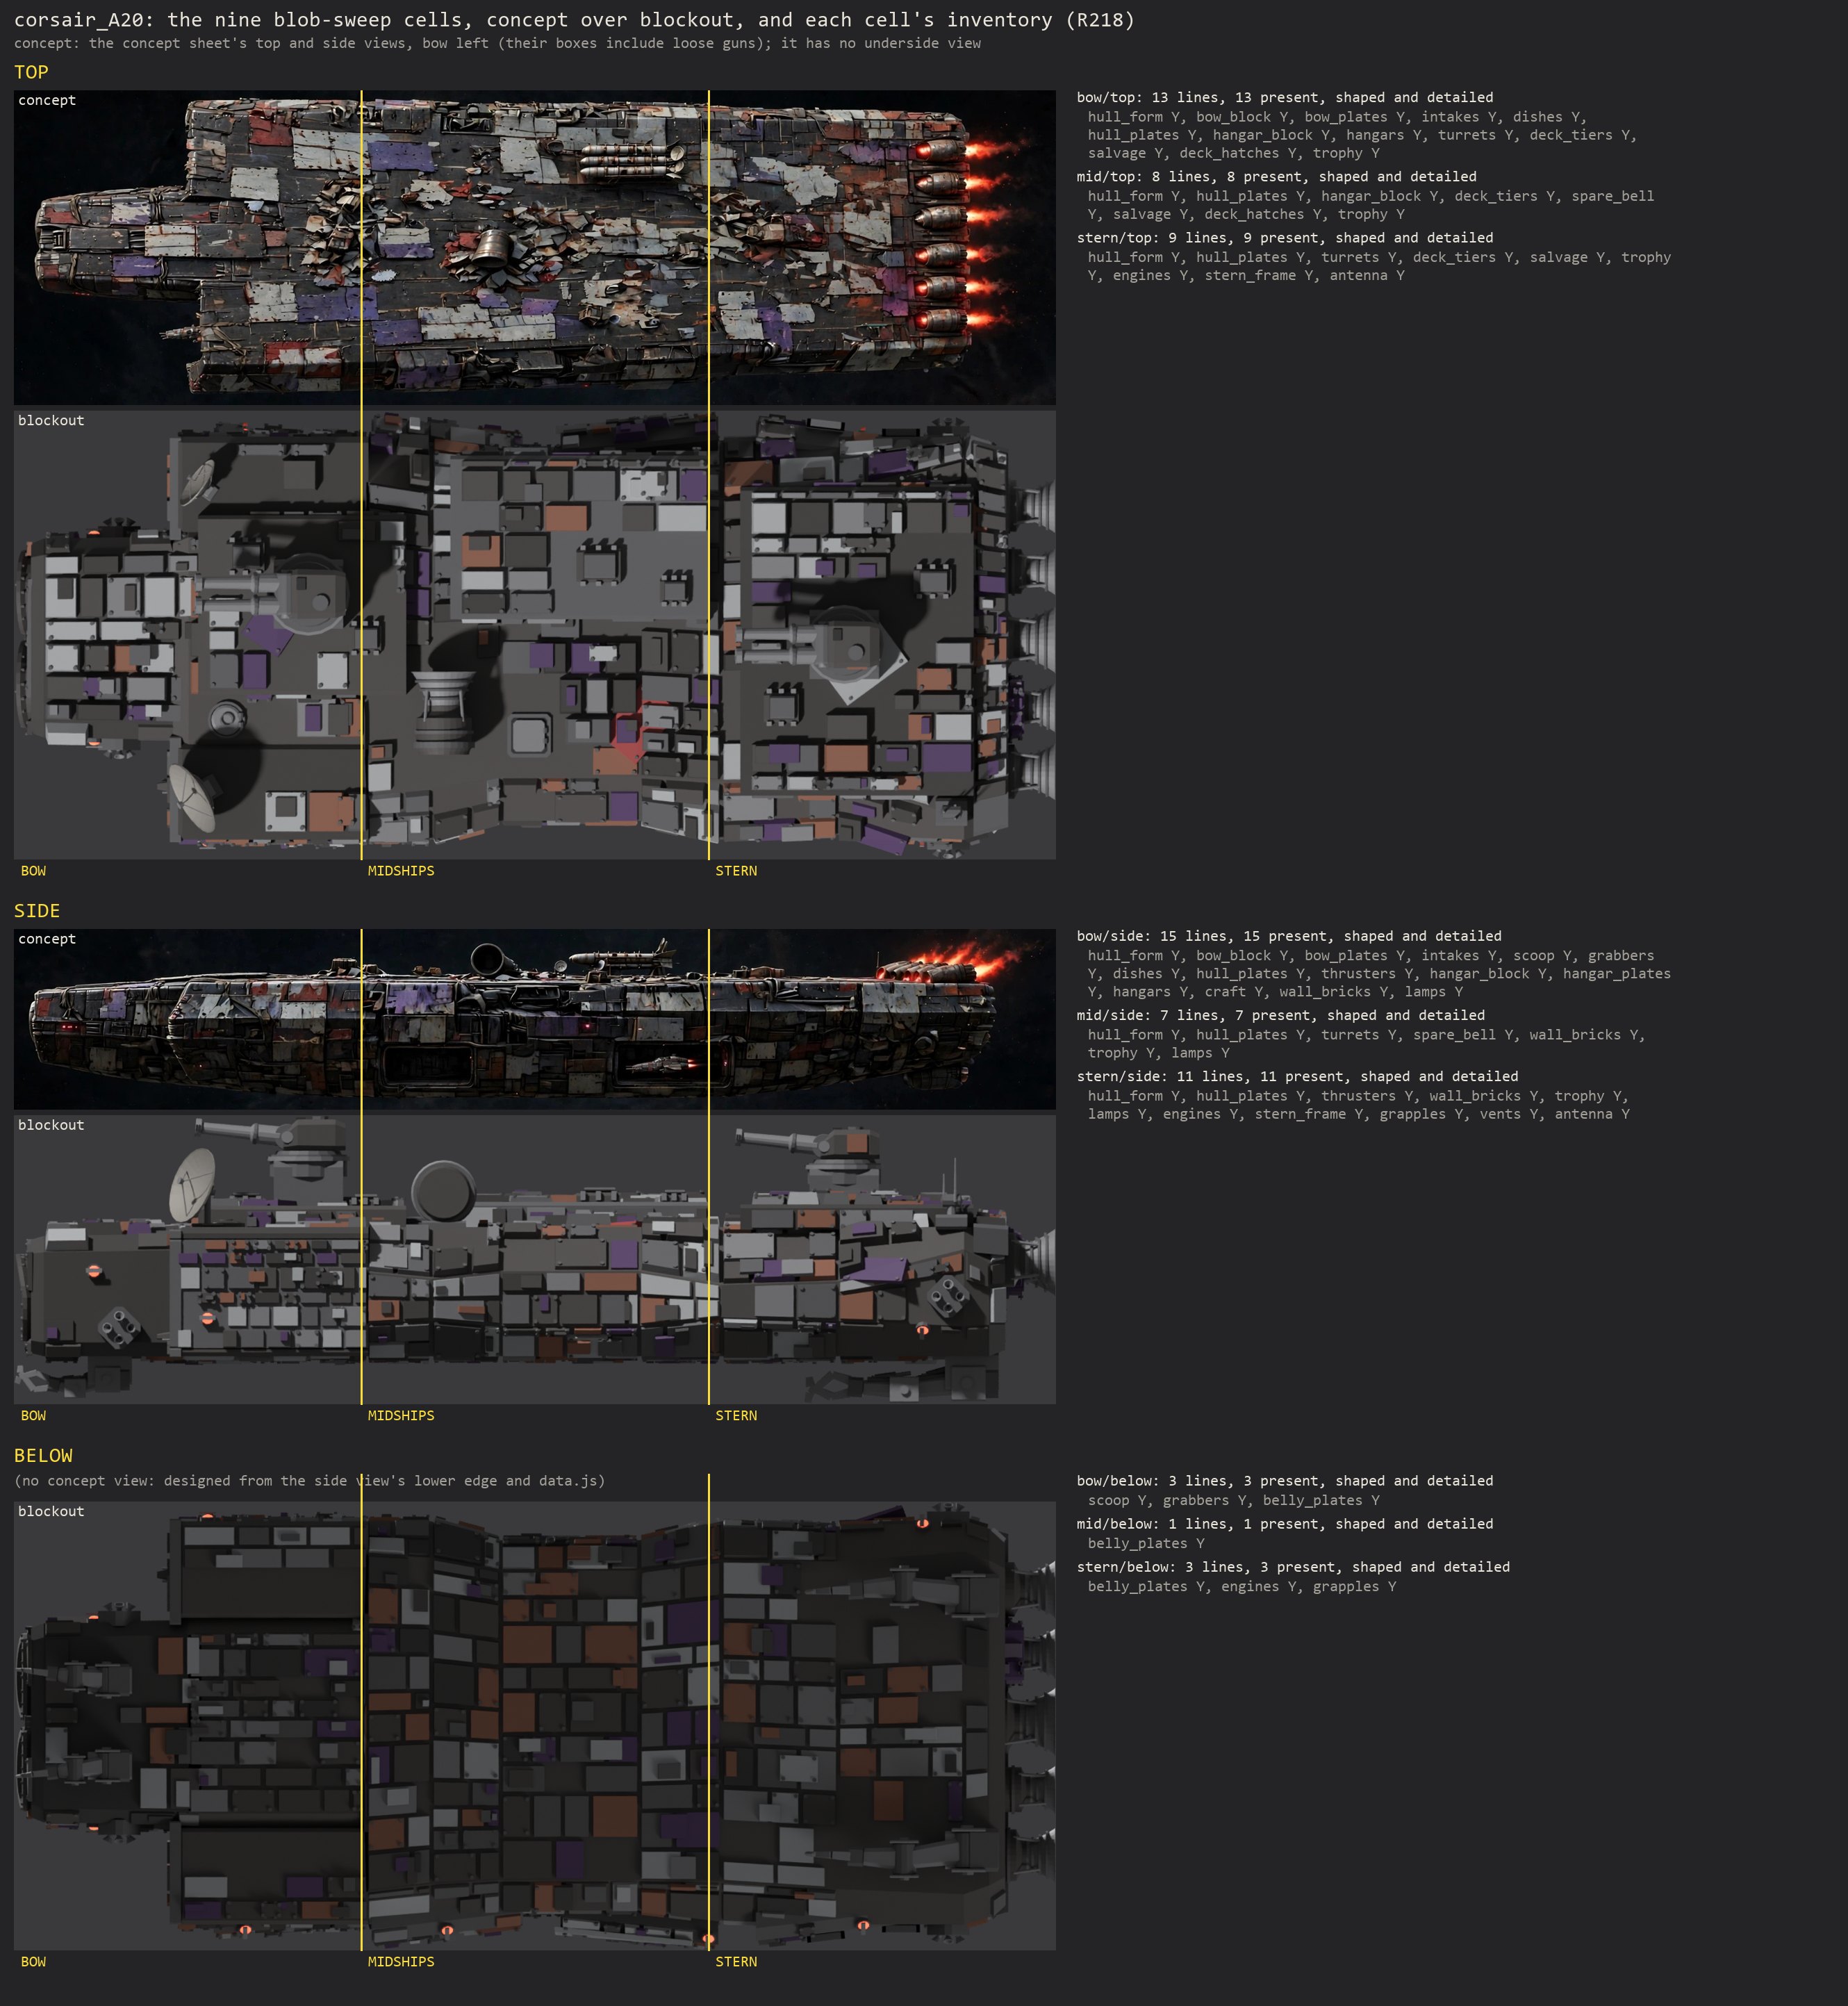 corsair_A20: the nine blob-sweep cells, concept over blockout, and each cell's inventory (R218)
concept: the concept sheet's top and side views, bow left (their boxes include loose guns); it has no underside view
TOP
concept
bow/top: 13 lines, 13 present, shaped and detailed
hull_form Y, bow_block Y, bow_plates Y, intakes Y, dishes Y,
hull_plates Y, hangar_block Y, hangars Y, turrets Y, deck_tiers Y,
salvage Y, deck_hatches Y, trophy Y
mid/top: 8 lines, 8 present, shaped and detailed
hull_form Y, hull_plates Y, hangar_block Y, deck_tiers Y, spare_bell
Y, salvage Y, deck_hatches Y, trophy Y
stern/top: 9 lines, 9 present, shaped and detailed
hull_form Y, hull_plates Y, turrets Y, deck_tiers Y, salvage Y, trophy
Y, engines Y, stern_frame Y, antenna Y
blockout
BOW
MIDSHIPS
STERN
SIDE
concept
bow/side: 15 lines, 15 present, shaped and detailed
hull_form Y, bow_block Y, bow_plates Y, intakes Y, scoop Y, grabbers
Y, dishes Y, hull_plates Y, thrusters Y, hangar_block Y, hangar_plates
Y, hangars Y, craft Y, wall_bricks Y, lamps Y
mid/side: 7 lines, 7 present, shaped and detailed
hull_form Y, hull_plates Y, turrets Y, spare_bell Y, wall_bricks Y,
trophy Y, lamps Y
stern/side: 11 lines, 11 present, shaped and detailed
hull_form Y, hull_plates Y, thrusters Y, wall_bricks Y, trophy Y,
lamps Y, engines Y, stern_frame Y, grapples Y, vents Y, antenna Y
blockout
BOW
MIDSHIPS
STERN
BELOW
(no concept view: designed from the side view's lower edge and data.js)
bow/below: 3 lines, 3 present, shaped and detailed
scoop Y, grabbers Y, belly_plates Y
mid/below: 1 lines, 1 present, shaped and detailed
belly_plates Y
stern/below: 3 lines, 3 present, shaped and detailed
belly_plates Y, engines Y, grapples Y
blockout
BOW
MIDSHIPS
STERN